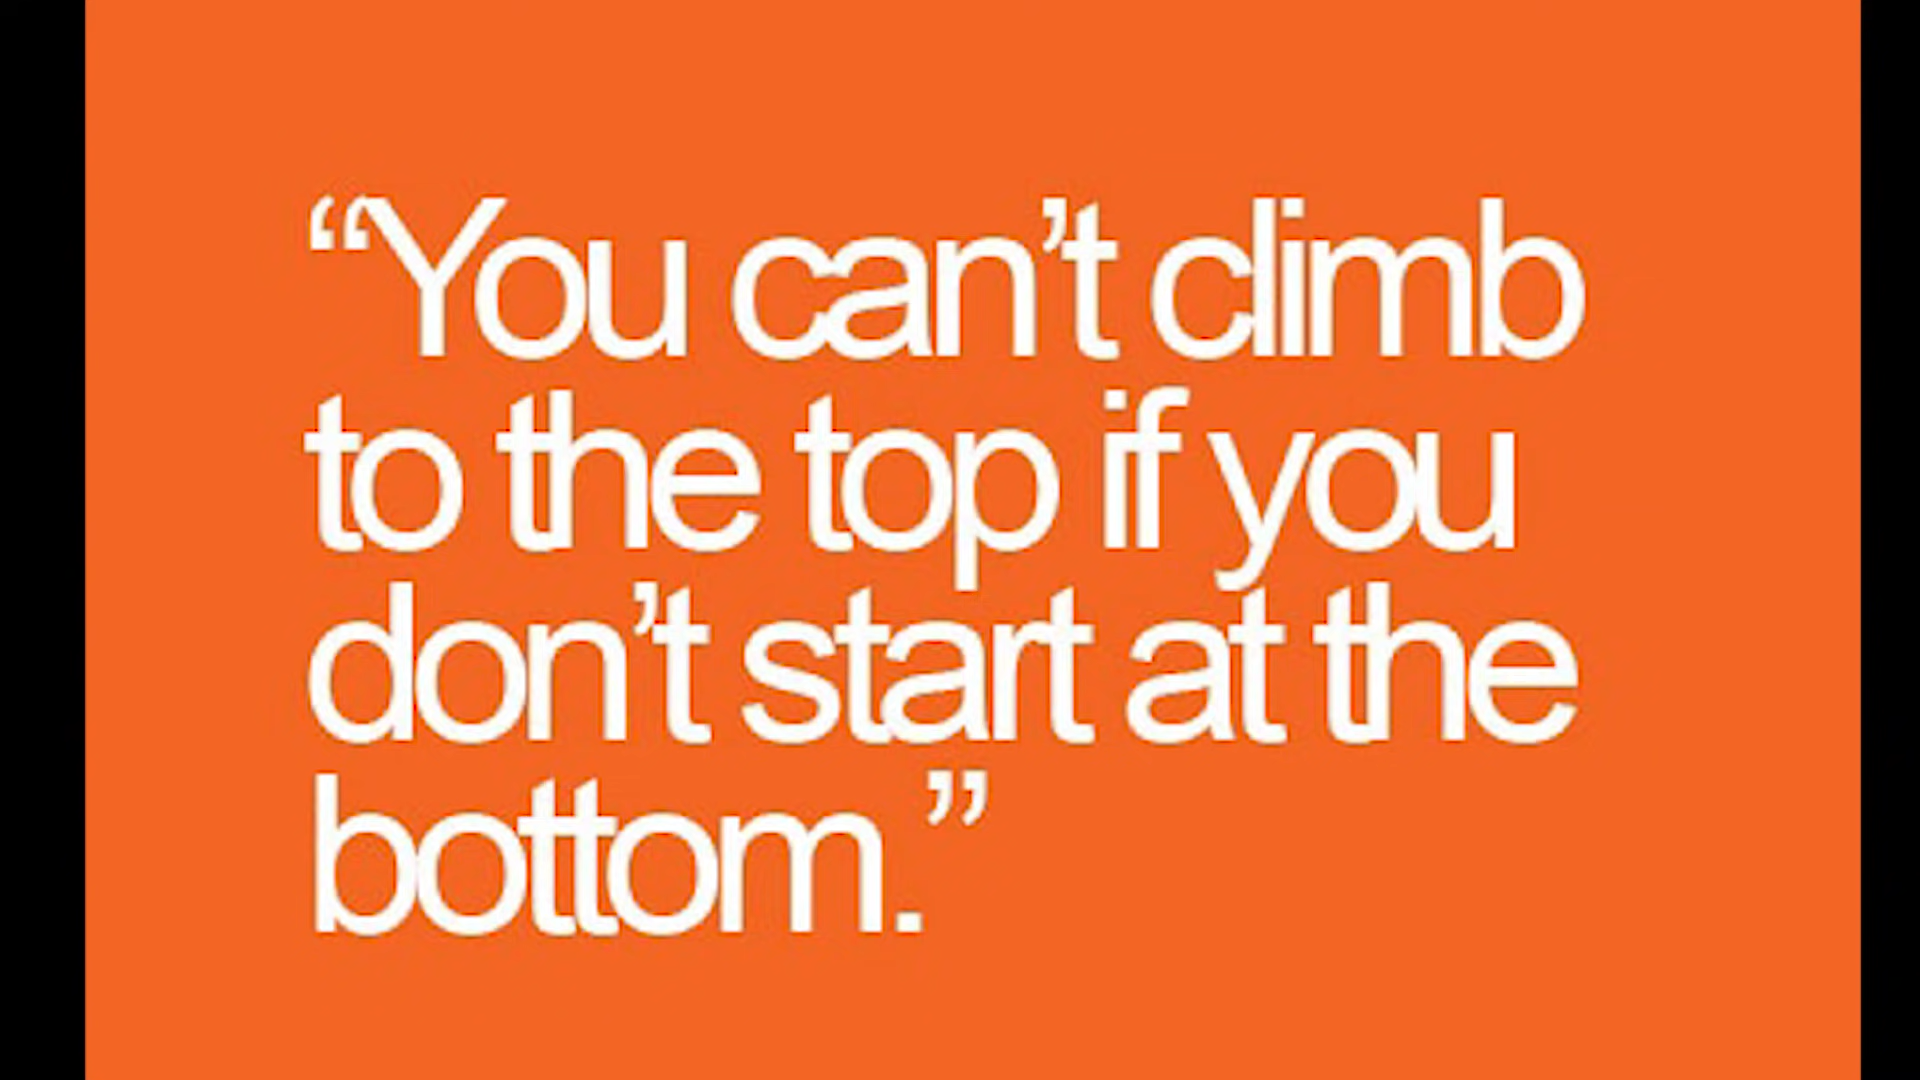 “You can’t climb
to the top if you
don’t start at the
bottom.”